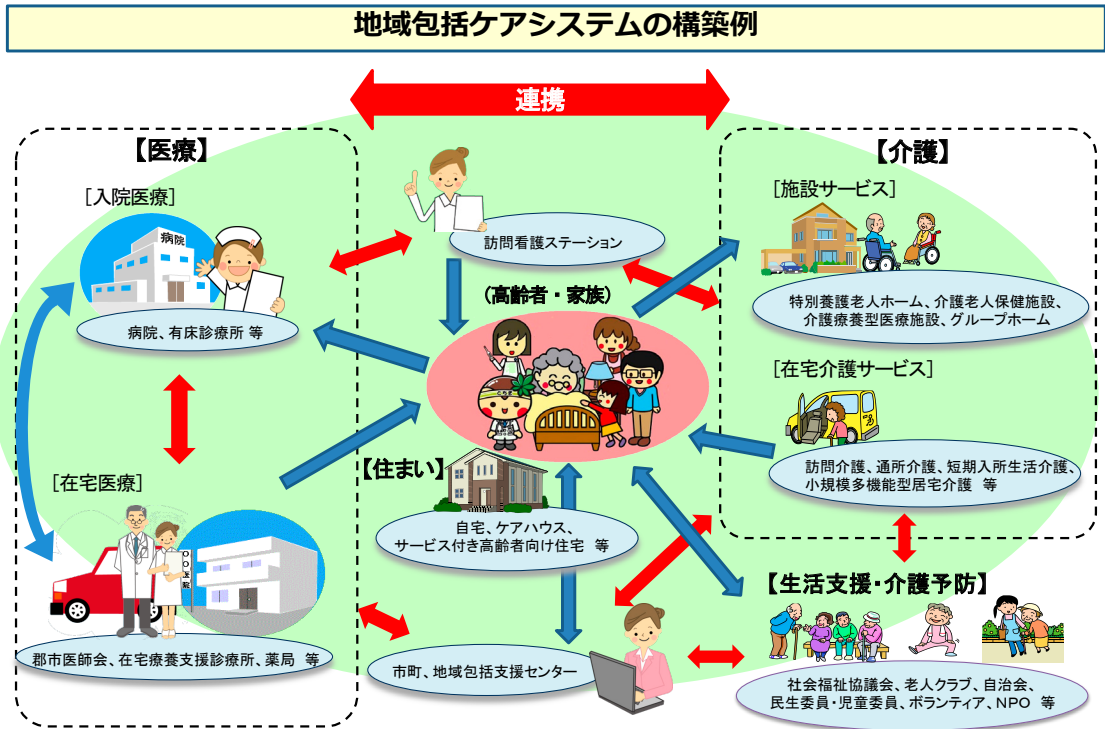 地域包括ケアシステムの構築例
連携
【医療】
[入院医療]
病院
病院、有床診療所 等
[在宅医療]
○○医院
郡市医師会、在宅療養支援診療所、薬局 等
訪問看護ステーション
(高齢者・家族)
【住まい】
自宅、ケアハウス、
サービス付き高齢者向け住宅 等
市町、地域包括支援センター
【介護】
[施設サービス]
特別養護老人ホーム、介護老人保健施設、
介護療養型医療施設、グループホーム
[在宅介護サービス]
訪問介護、通所介護、短期入所生活介護、
小規模多機能型居宅介護 等
【生活支援・介護予防】
社会福祉協議会、老人クラブ、自治会、
民生委員・児童委員、ボランティア、NPO 等